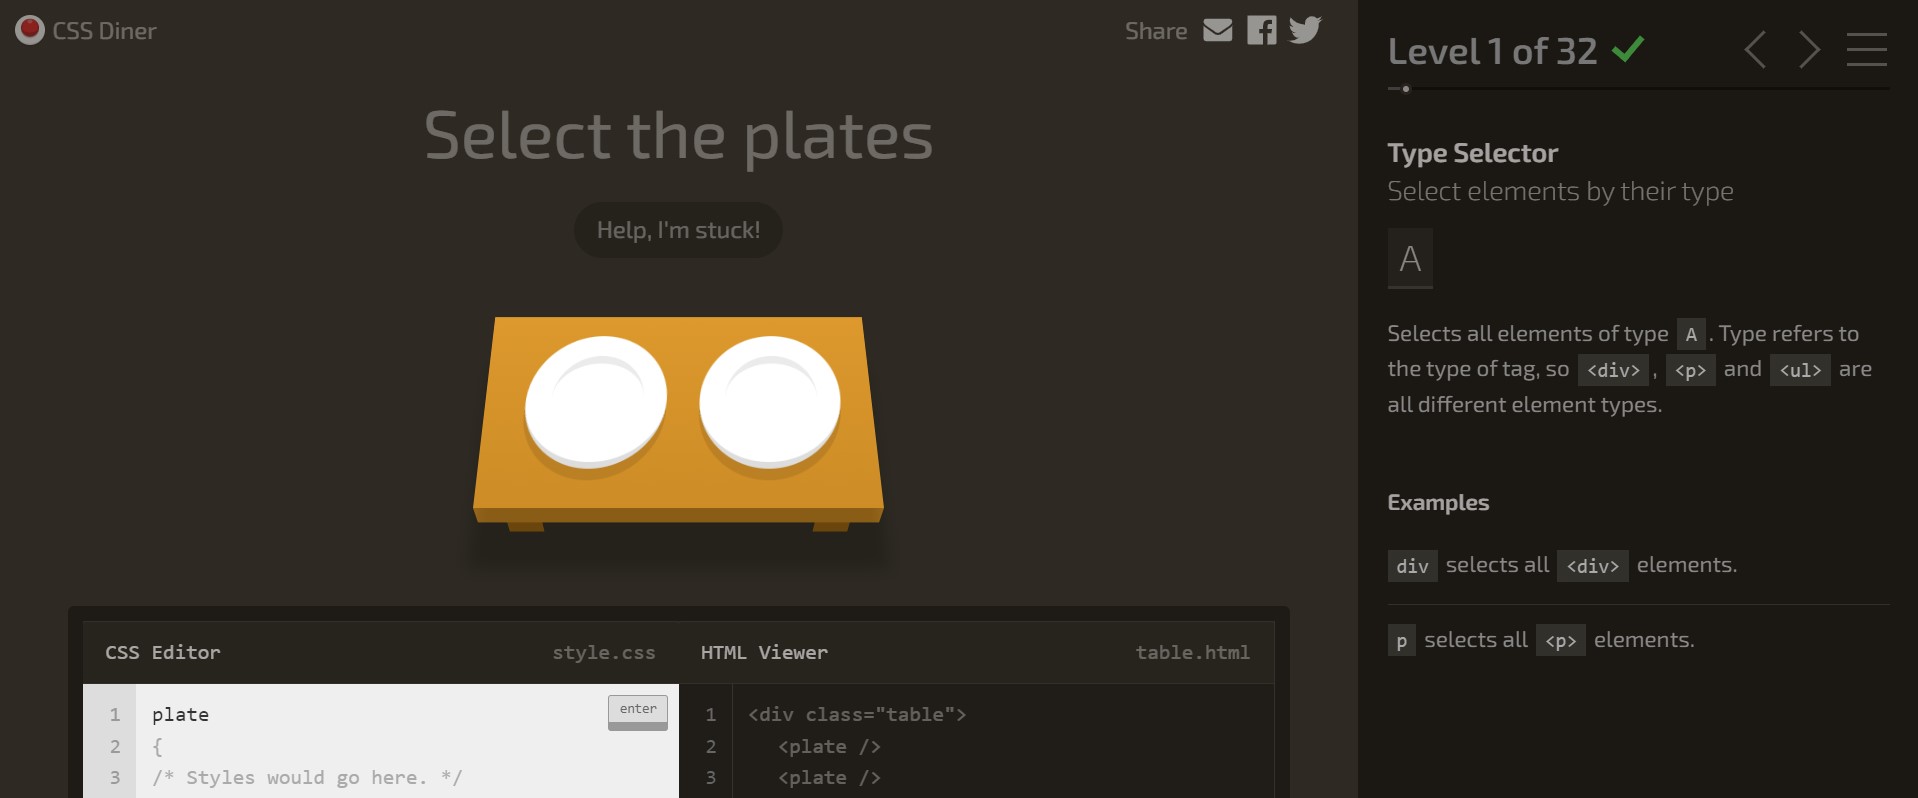 CSS Diner
Share
Select the plates
Help, I'm stuck!
CSS Editor style.css
1 plate
enter
2 {
3 /* Styles would go here. */
HTML Viewer table.html
1 <div class="table">
2 <plate />
3 <plate />
Level 1 of 32
Type Selector
Select elements by their type
A
Selects all elements of type A . Type refers to
the type of tag, so <div> , <p> and <ul> are
all different element types.
Examples
div selects all <div> elements.
p selects all <p> elements.